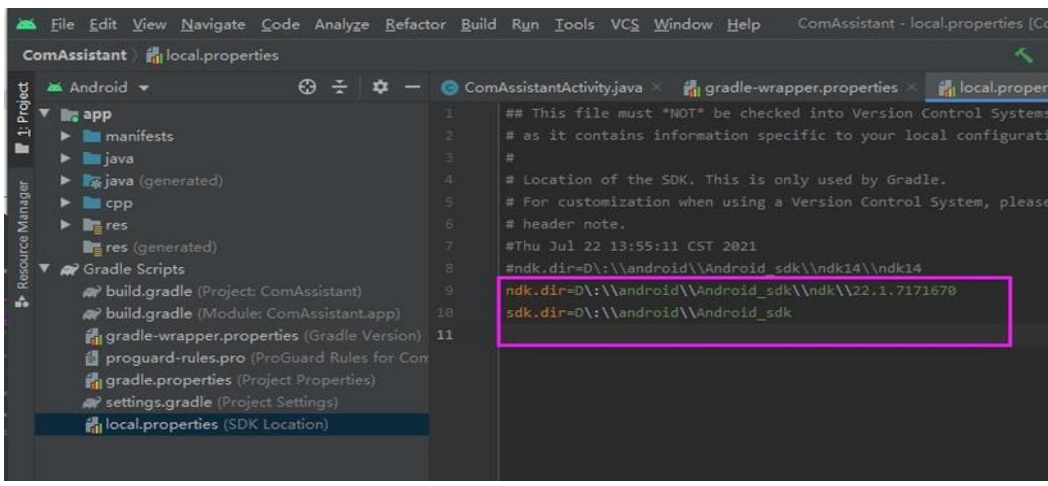 File Edit View Navigate Code Analyze Refactor Build Run Tools VCS Window Help ComAssistant - local.properties [Co
ComAssistant local.properties
1: Project
Resource Manager
Android
app
manifests
java
java (generated)
cpp
res
res (generated)
Gradle Scripts
build.gradle (Project: ComAssistant)
build.gradle (Module: ComAssistant.app)
gradle-wrapper.properties (Gradle Version)
proguard-rules.pro (ProGuard Rules for Com
gradle.properties (Project Properties)
settings.gradle (Project Settings)
local.properties (SDK Location)
ComAssistantActivity.java gradle-wrapper.properties local.proper
1 ## This file must *NOT* be checked into Version Control Systems
2 # as it contains information specific to your local configurati
3 #
4 # Location of the SDK. This is only used by Gradle.
5 # For customization when using a Version Control System, please
6 # header note.
7 #Thu Jul 22 13:55:11 CST 2021
8 #ndk.dir=D\:\\android\\Android_sdk\\ndk14\\ndk14
9 ndk.dir=D\:\\android\\Android_sdk\\ndk\\22.1.7171670
10 sdk.dir=D\:\\android\\Android_sdk
11